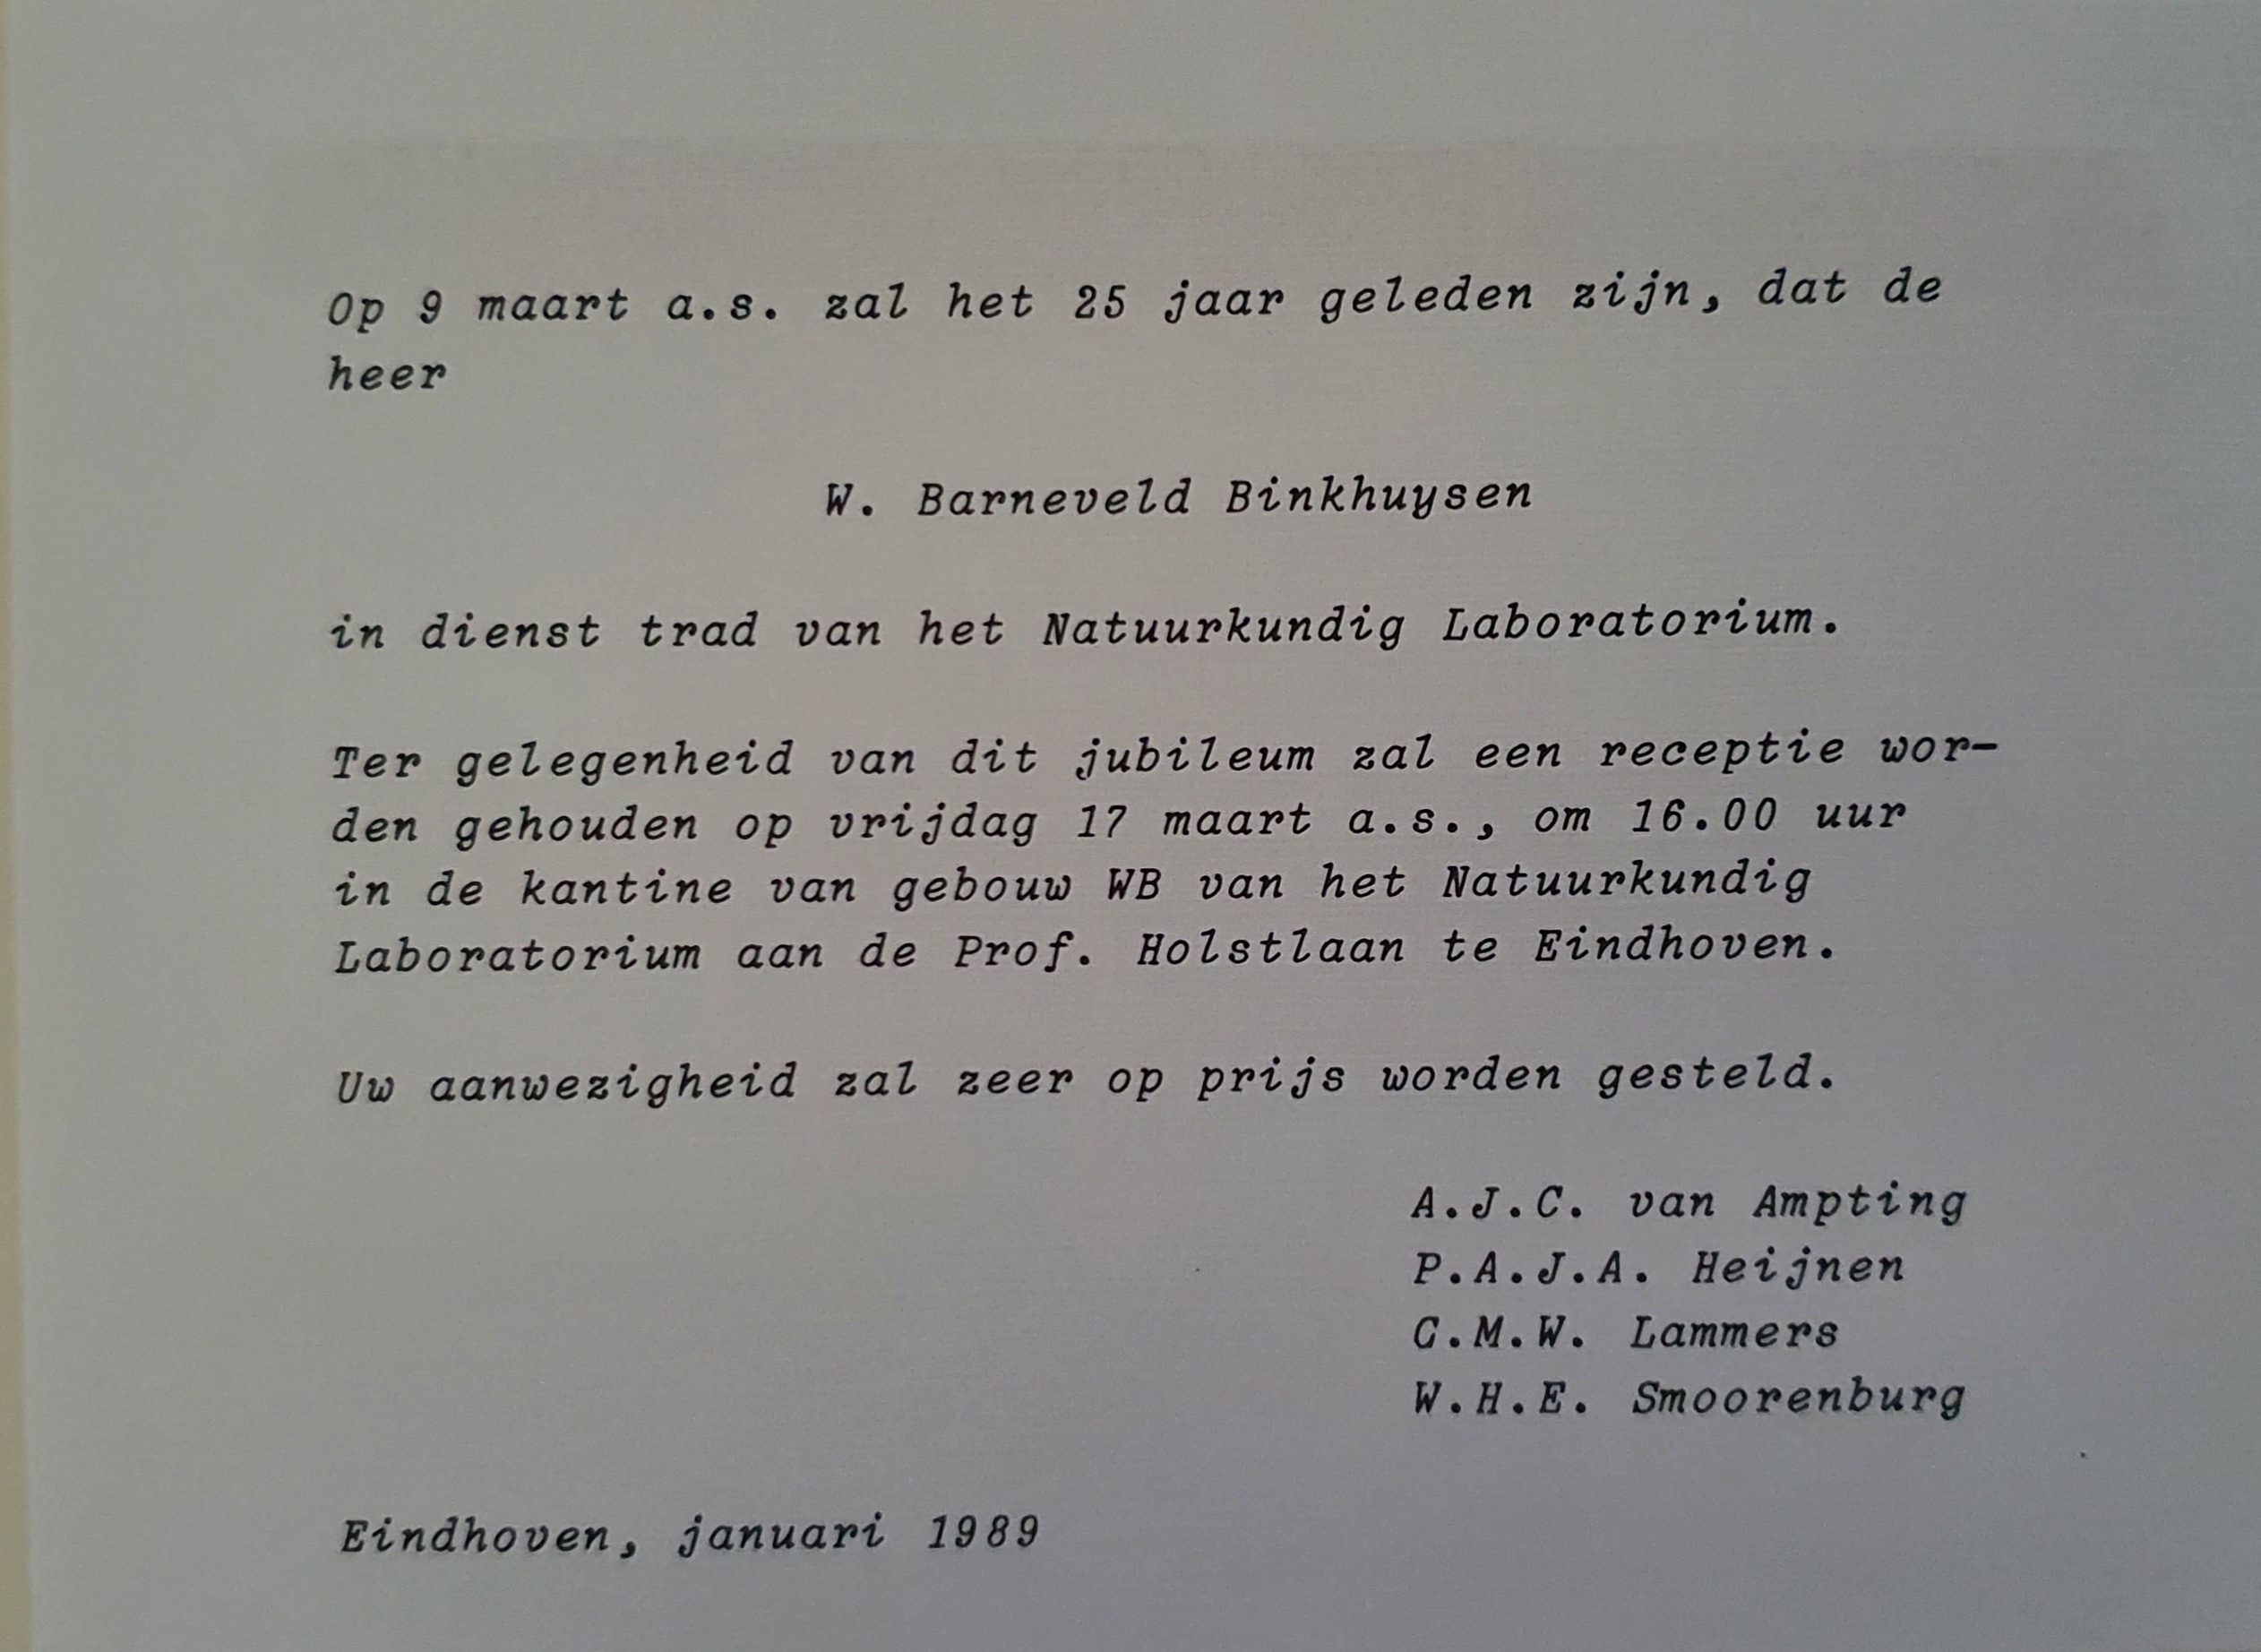 Op 9 maart a.s. zal het 25 jaar geleden zijn, dat de
heer
W. Barneveld Binkhuysen
in dienst trad van het Natuurkundig Laboratorium.
Ter gelegenheid van dit jubileum zal een receptie wor-
den gehouden op vrijdag 17 maart a.s., om 16.00 uur
in de kantine van gebouw WB van het Natuurkundig
Laboratorium aan de Prof. Holstlaan te Eindhoven.
Uw aanwezigheid zal zeer op prijs worden gesteld.
A.J.C. van Ampting
P.A.J.A. Heijnen
C.M.W. Lammers
W.H.E. Smoorenburg
Eindhoven, januari 1989